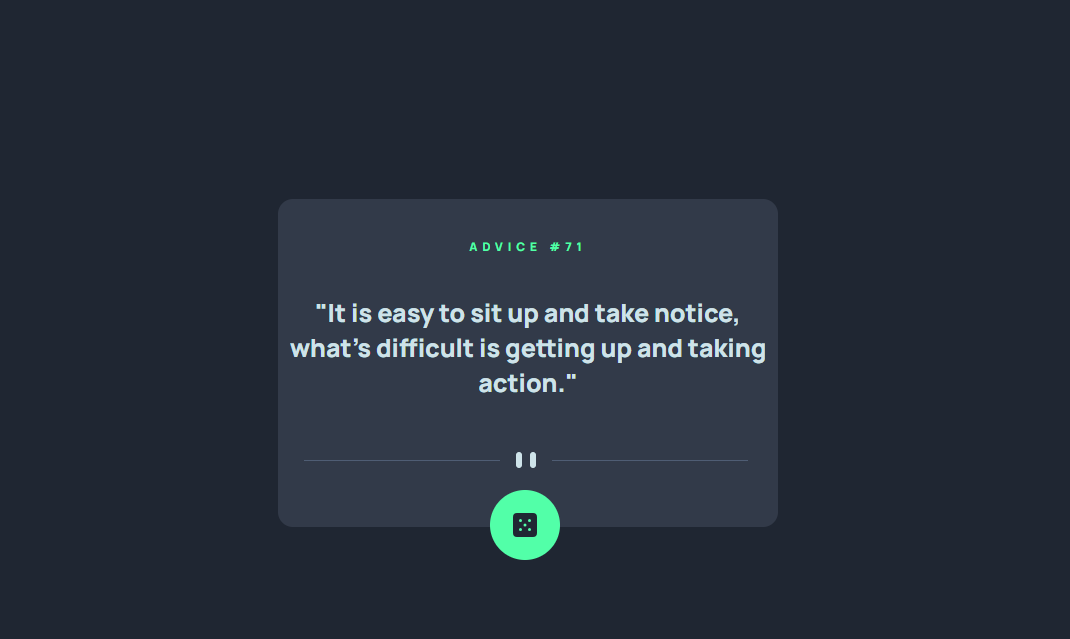 ADVICE #71
"It is easy to sit up and take notice,
what's difficult is getting up and taking
action."